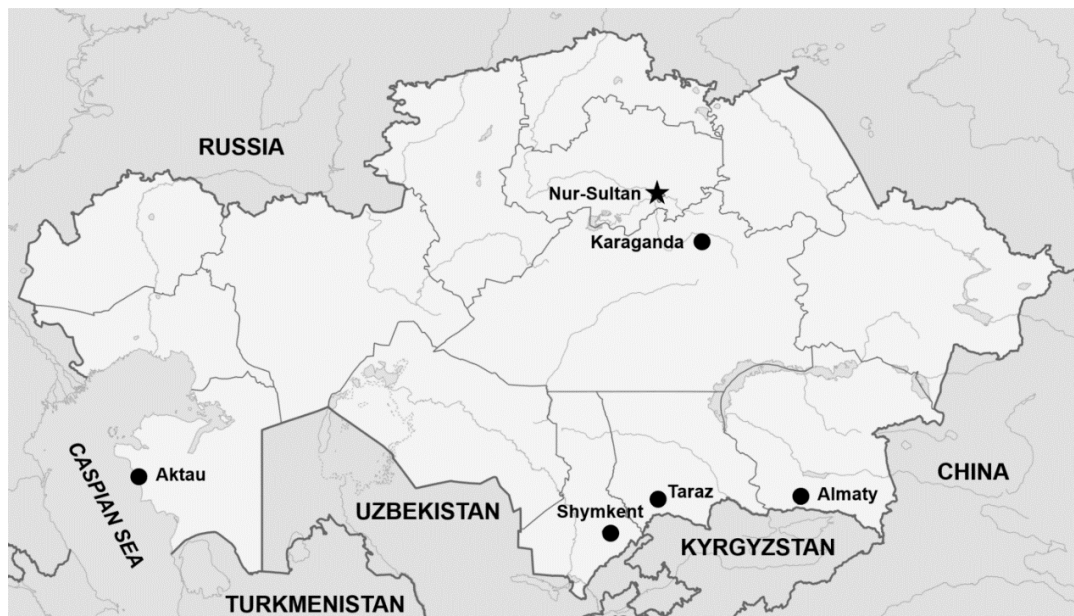 RUSSIA
Nur-Sultan
Karaganda
CASPIAN SEA
Aktau
UZBEKISTAN
Shymkent
Taraz
Almaty
CHINA
KYRGYZSTAN
TURKMENISTAN